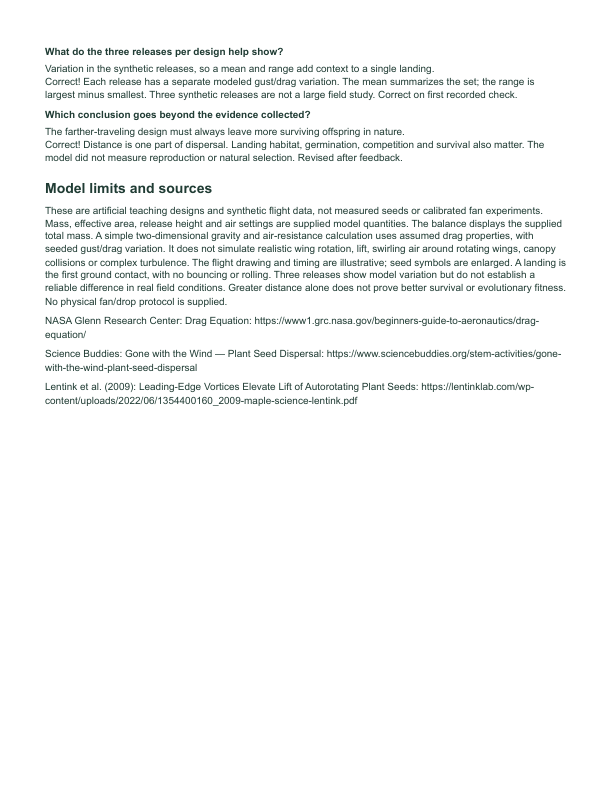 What do the three releases per design help show?
Variation in the synthetic releases, so a mean and range add context to a single landing.
Correct! Each release has a separate modeled gust/drag variation. The mean summarizes the set; the range is
largest minus smallest. Three synthetic releases are not a large field study. Correct on first recorded check.
Which conclusion goes beyond the evidence collected?
The farther-traveling design must always leave more surviving offspring in nature.
Correct! Distance is one part of dispersal. Landing habitat, germination, competition and survival also matter. The
model did not measure reproduction or natural selection. Revised after feedback.
Model limits and sources
These are artificial teaching designs and synthetic flight data, not measured seeds or calibrated fan experiments.
Mass, effective area, release height and air settings are supplied model quantities. The balance displays the supplied
total mass. A simple two-dimensional gravity and air-resistance calculation uses assumed drag properties, with
seeded gust/drag variation. It does not simulate realistic wing rotation, lift, swirling air around rotating wings, canopy
collisions or complex turbulence. The flight drawing and timing are illustrative; seed symbols are enlarged. A landing is
the first ground contact, with no bouncing or rolling. Three releases show model variation but do not establish a
reliable difference in real field conditions. Greater distance alone does not prove better survival or evolutionary fitness.
No physical fan/drop protocol is supplied.
NASA Glenn Research Center: Drag Equation: https://www1.grc.nasa.gov/beginners-guide-to-aeronautics/drag-
equation/
Science Buddies: Gone with the Wind — Plant Seed Dispersal: https://www.sciencebuddies.org/stem-activities/gone-
with-the-wind-plant-seed-dispersal
Lentink et al. (2009): Leading-Edge Vortices Elevate Lift of Autorotating Plant Seeds: https://lentinklab.com/wp-
content/uploads/2022/06/1354400160_2009-maple-science-lentink.pdf